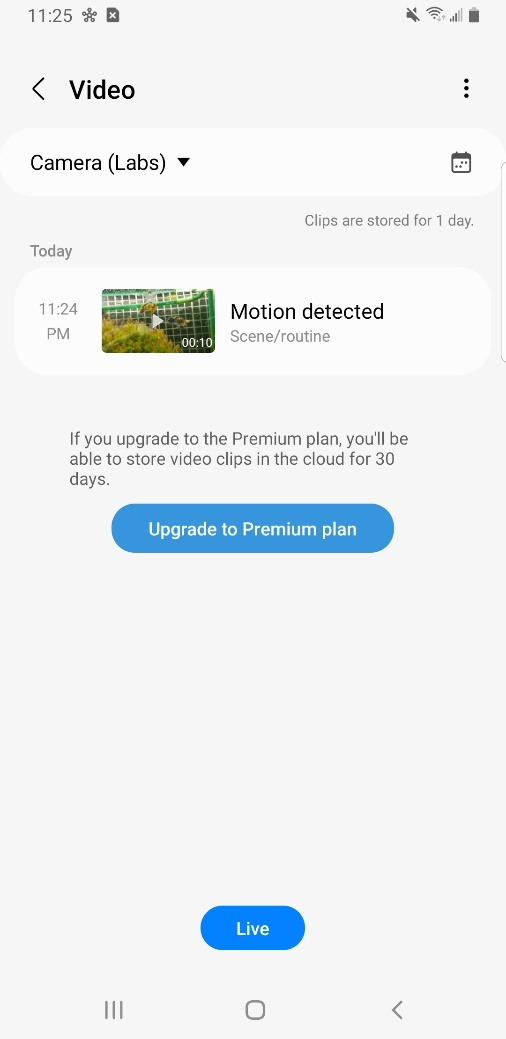 11:25
Video
Camera (Labs)
Clips are stored for 1 day.
Today
11:24
PM
00:10
Motion detected
Scene/routine
If you upgrade to the Premium plan, you'll be
able to store video clips in the cloud for 30
days.
Upgrade to Premium plan
Live